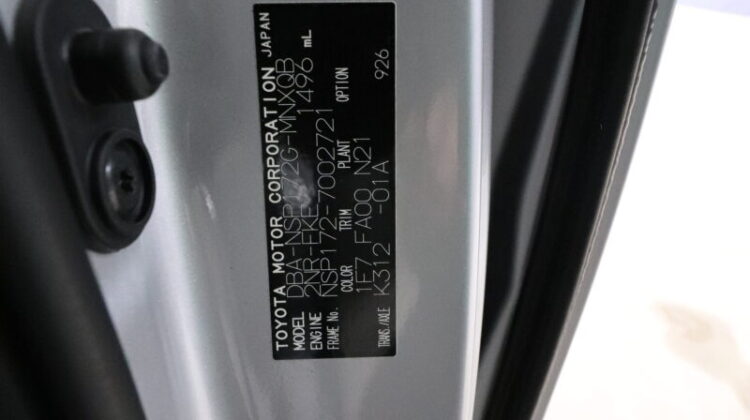 TOYOTA MOTOR CORPORATION JAPAN
MODEL DBA-NSP172G-MNXQB
ENGINE 2NR-FKE 1496 mL
FRAME No. NSP172-7002721
COLOR TRIM PLANT OPTION
1F7 FA00 N21 926
TRANS./AXLE K312 -01A